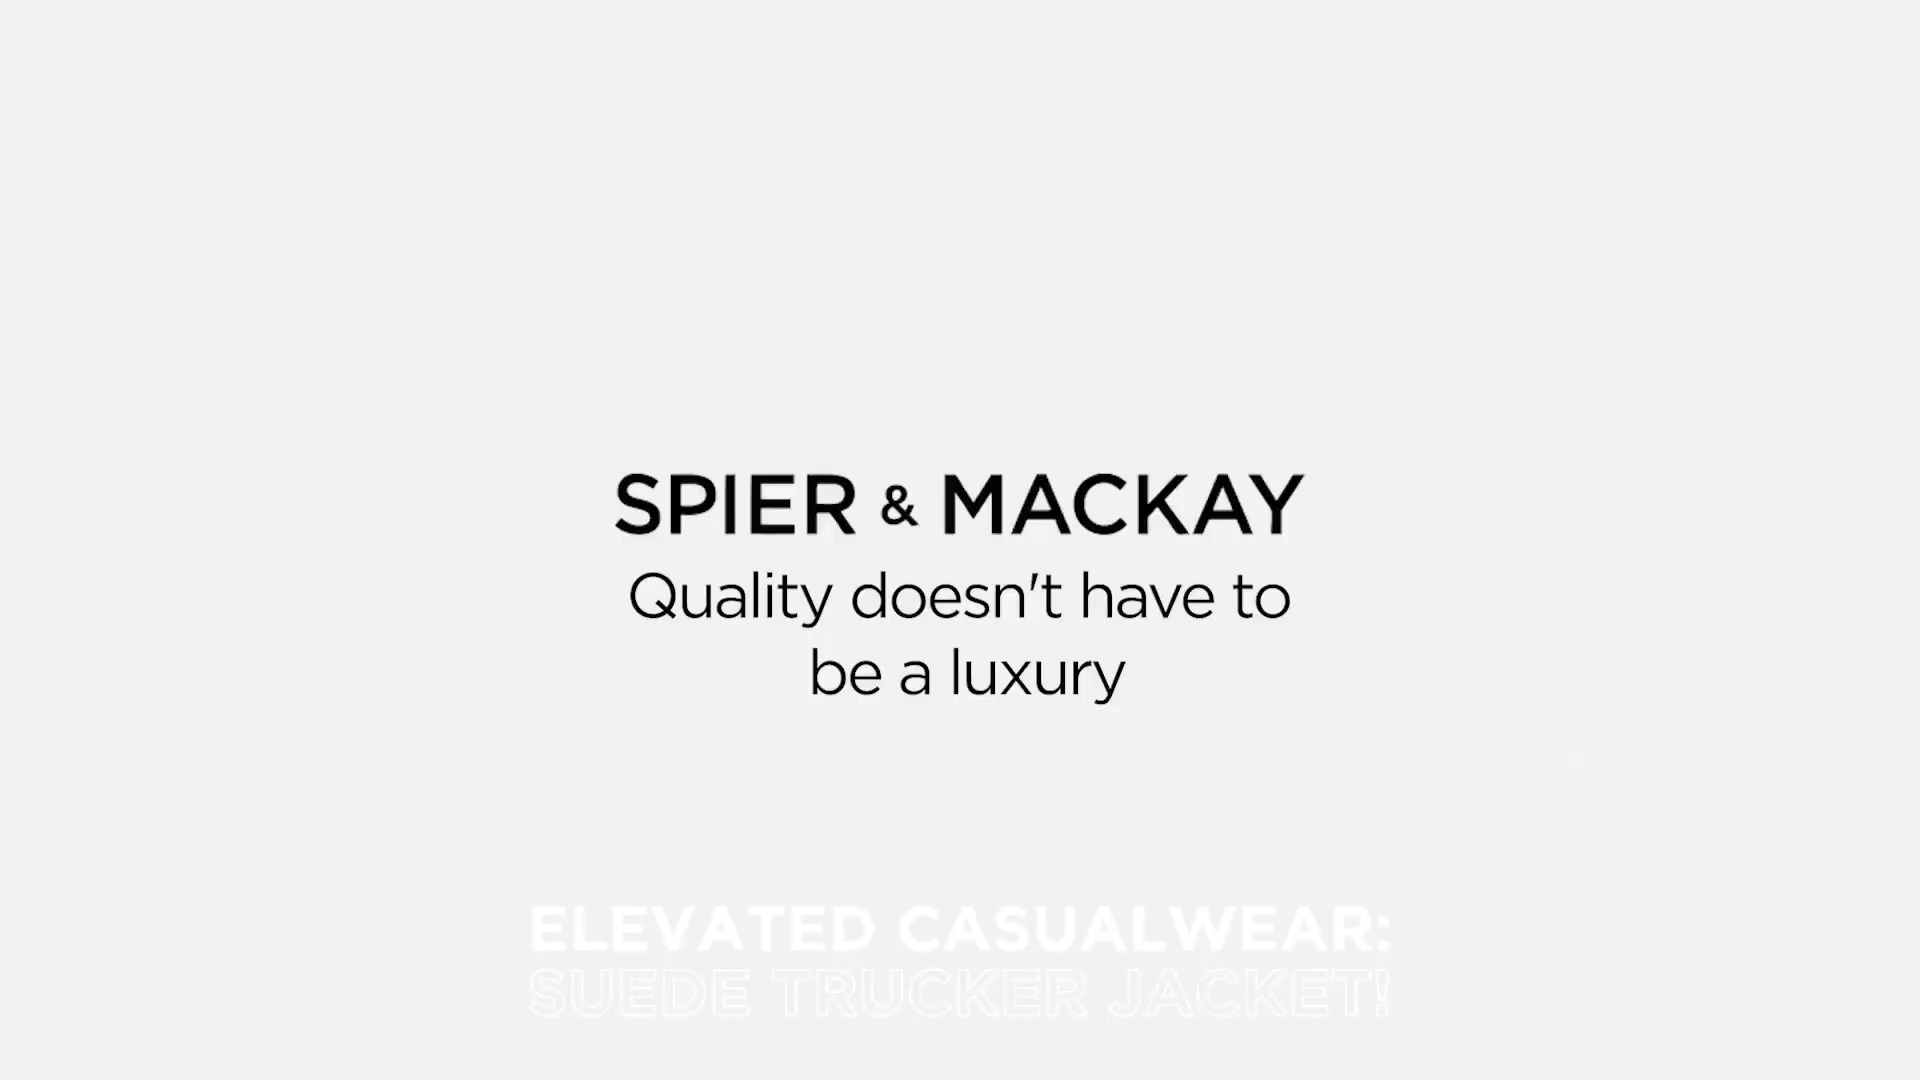 SPIER & MACKAY
Quality doesn't have to
be a luxury
ELEVATED CASUALWEAR:
SUEDE TRUCKER JACKET!